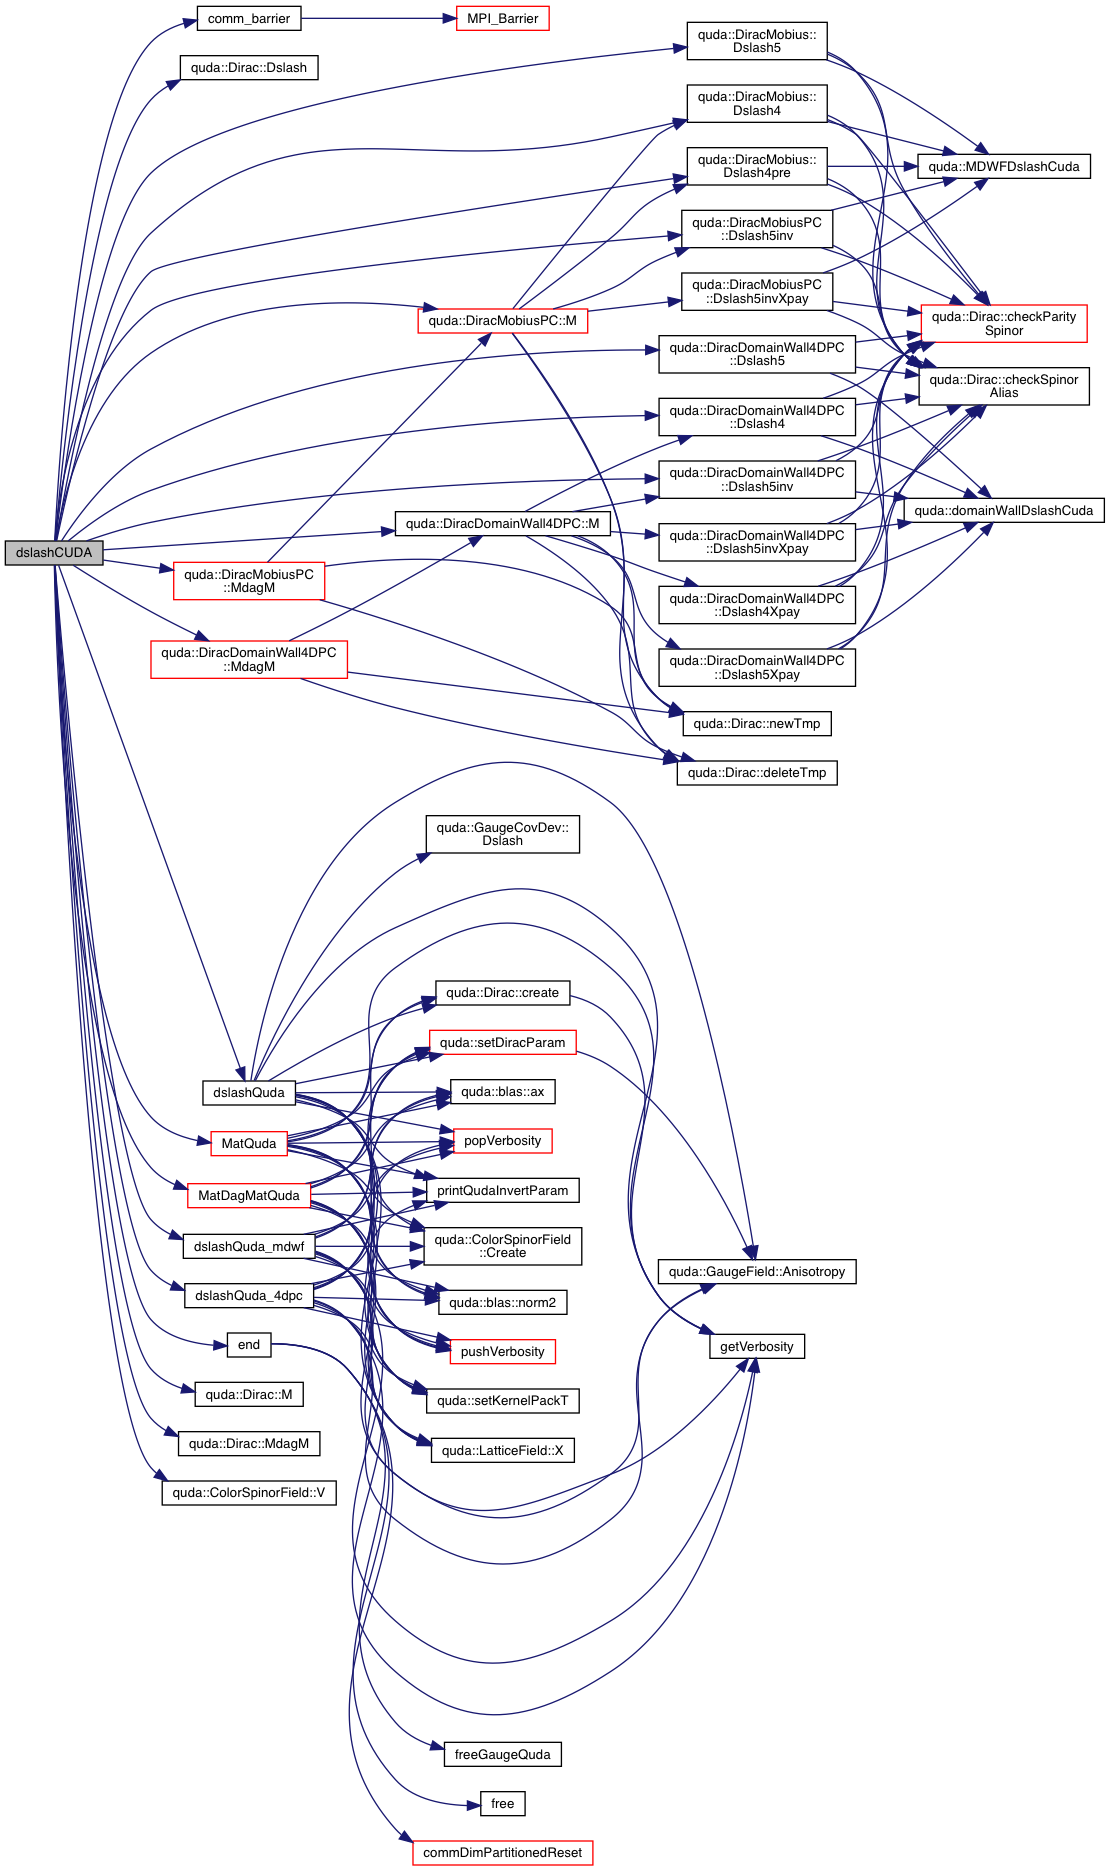 comm_barrier
MPI_Barrier
quda::Dirac::Dslash
quda::DiracMobius::
Dslash5
quda::DiracMobius::
Dslash4
quda::DiracMobius::
Dslash4pre
quda::MDWFDslashCuda
quda::DiracMobiusPC
::Dslash5inv
quda::DiracMobiusPC
::Dslash5invXpay
quda::DiracMobiusPC::M
quda::Dirac::checkParity
Spinor
quda::DiracDomainWall4DPC
::Dslash5
quda::Dirac::checkSpinor
Alias
quda::DiracDomainWall4DPC
::Dslash4
quda::DiracDomainWall4DPC
::Dslash5inv
quda::domainWallDslashCuda
quda::DiracDomainWall4DPC::M
quda::DiracDomainWall4DPC
::Dslash5invXpay
dslashCUDA
quda::DiracMobiusPC
::MdagM
quda::DiracDomainWall4DPC
::Dslash4Xpay
quda::DiracDomainWall4DPC
::MdagM
quda::DiracDomainWall4DPC
::Dslash5Xpay
quda::Dirac::newTmp
quda::Dirac::deleteTmp
quda::GaugeCovDev::
Dslash
quda::Dirac::create
quda::setDiracParam
dslashQuda
quda::blas::ax
MatQuda
popVerbosity
MatDagMatQuda
printQudaInvertParam
dslashQuda_mdwf
quda::ColorSpinorField
::Create
quda::GaugeField::Anisotropy
dslashQuda_4dpc
quda::blas::norm2
end
pushVerbosity
getVerbosity
quda::Dirac::M
quda::setKernelPackT
quda::Dirac::MdagM
quda::LatticeField::X
quda::ColorSpinorField::V
freeGaugeQuda
free
commDimPartitionedReset